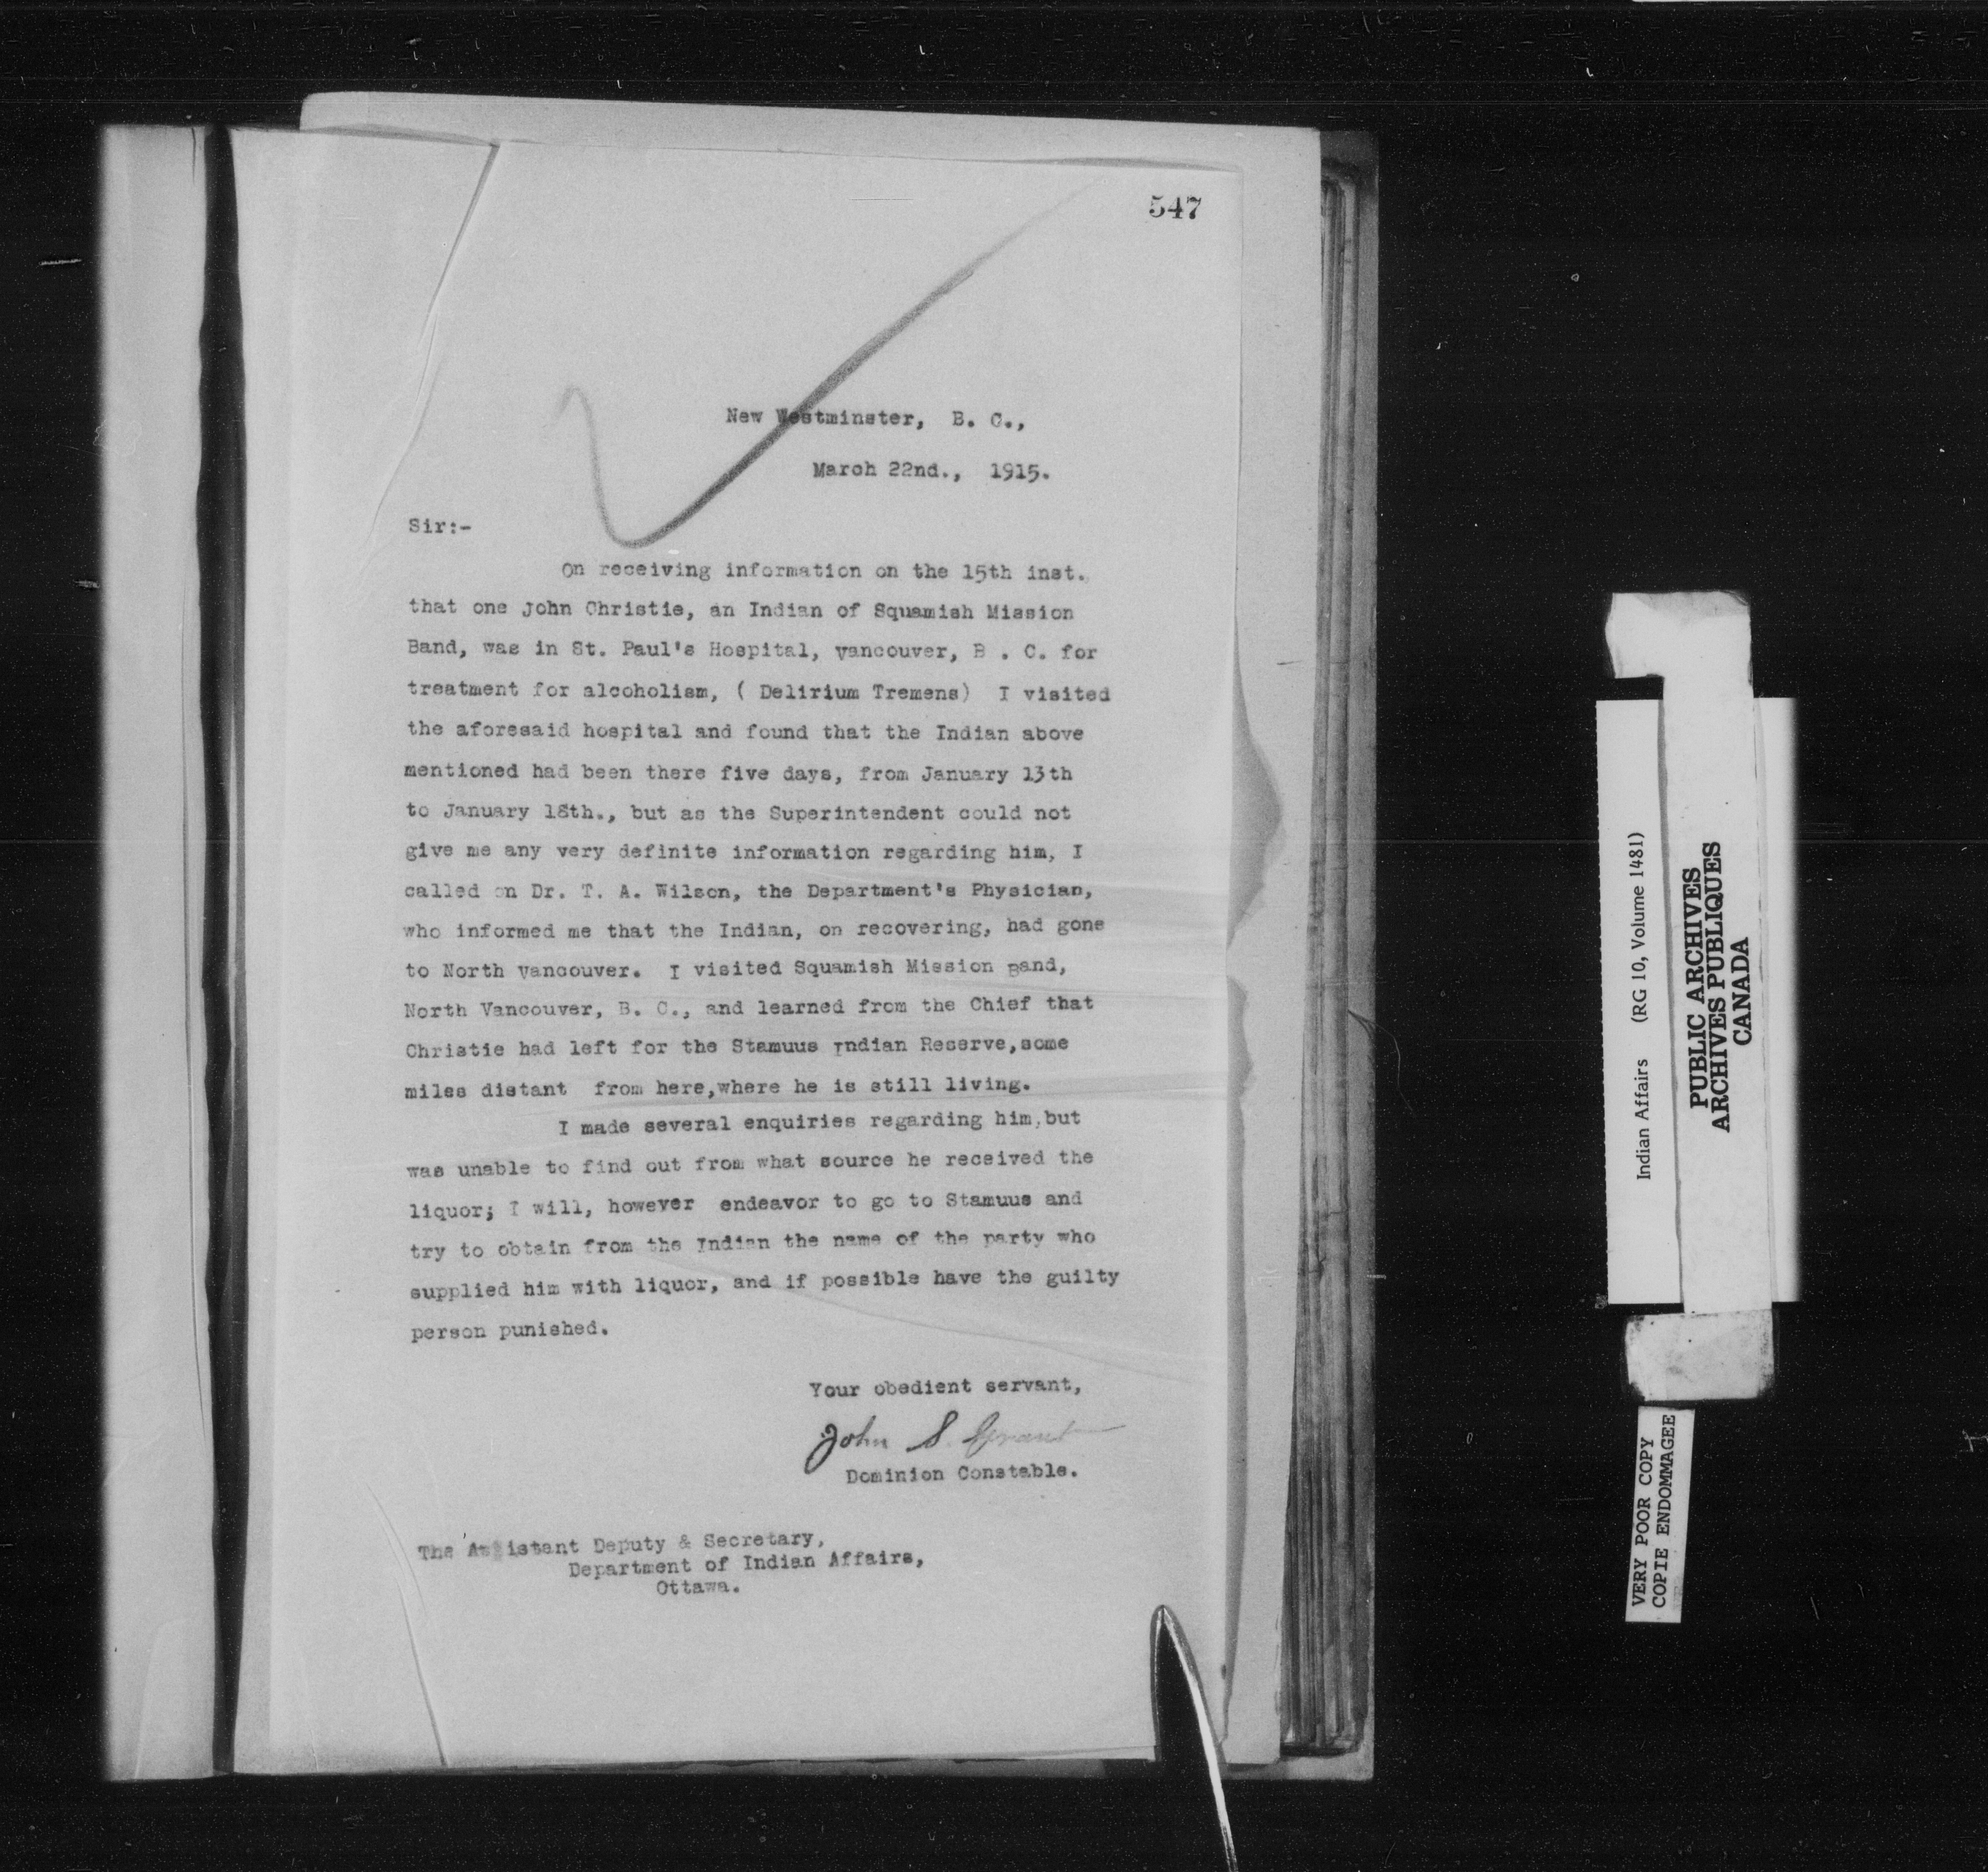 547
New Westminster, B. C.,
March 22nd., 1915.
Sir:-
On receiving information on the 15th inst.,
that one John Christie, an Indian of Squamish Mission
Band, was in St. Paul's Hospital, Vancouver, B . C. for
treatment for alcoholism, ( Delirium Tremens) I visited
the aforesaid hospital and found that the Indian above
mentioned had been there five days, from January 13th
to January 18th., but as the Superintendent could not
give me any very definite information regarding him, I
called on Dr. T. A. Wilson, the Department's Physician,
who informed me that the Indian, on recovering, had gone
to North Vancouver. I visited Squamish Mission Band,
North Vancouver, B. C., and learned from the Chief that
Christie had left for the Stamuus Indian Reserve,some
miles distant from here,where he is still living.
I made several enquiries regarding him,but
was unable to find out from what source he received the
liquor; I will, however endeavor to go to Stamuus and
try to obtain from the Indian the name of the party who
supplied him with liquor, and if possible have the guilty
person punished.
Your obedient servant,
John S. Grant
Dominion Constable.
The Assistant Deputy & Secretary,
Department of Indian Affairs,
Ottawa.
Indian Affairs (RG 10, Volume 1481)
PUBLIC ARCHIVES
ARCHIVES PUBLIQUES
CANADA
VERY POOR COPY
COPIE ENDOMMAGEE